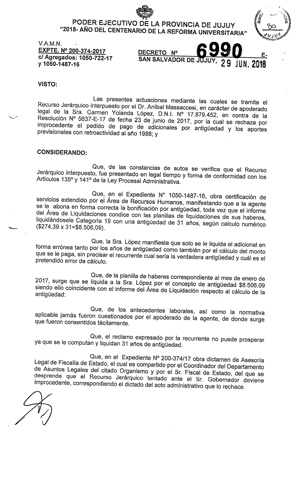 PODER EJECUTIVO DE LA PROVINCIA DE JUJUY
"2018- AÑO DEL CENTENARIO DE LA REFORMA UNIVERSITARIA"
V.A.M.N.
EXPTE. Nº 200-374-2017
c/ Agregados: 1050-722-17
y 1050-1487-16
DECRETO Nº 6990 E-
SAN SALVADOR DE JUJUY, 29 JUN. 2018
VISTO:
Las presentes actuaciones mediante las cuales se tramita el
Recurso Jerárquico interpuesto por el Dr. Aníbal Massaccesi, en carácter de apoderado
legal de la Sra. Carmen Yolanda López, D.N.I. Nº 17.879.452, en contra de la
Resolución Nº 5637-E-17 de fecha 23 de junio de 2017, por la cual se rechaza por
improcedente el pedido de pago de adicionales por antigüedad y los aportes
previsionales con retroactividad al año 1988; y
CONSIDERANDO:
Que, de las constancias de autos se verifica que el Recurso
Jerárquico interpuesto, fue presentado en legal tiempo y forma de conformidad con los
Artículos 135º y 141º de la Ley Procesal Administrativa.
Que, en el Expediente Nº 1050-1487-16, obra certificación de
servicios extendido por el Área de Recursos Humanos, manifestando que a la agente
se le abona en forma correcta la bonificación por antigüedad, toda vez que el informe
del Área de Liquidaciones condice con las planillas de liquidaciones de sus haberes,
liquidándosele Categoría 19 con una antigüedad de 31 años, según calculo numérico
($274,39 x 31=$8.506,09).
Que, la Sra. López manifiesta que solo se le liquida el adicional en
forma errónea tanto por los años de antigüedad como también por el cálculo del monto
que se le paga, sin precisar el recurrente cual sería la verdadera antigüedad y cuál es el
pretendido error de cálculo.
Que, de la planilla de haberes correspondiente al mes de enero de
2017, surge que se liquida a la Sra. López por el concepto de antigüedad $8.506,09
siendo ello coincidente con el informe del Área de Liquidación respecto al cálculo de la
antigüedad:
Que, de los antecedentes laborales, así como la normativa
aplicable jamás fueron cuestionados por el apoderado de la agente, de donde surge
que fueron consentidos tácitamente.
Que, el reclamo expresado por la recurrente no puede prosperar
ya que se le computan y liquidan 31 años de antigüedad.
Que, en el Expediente Nº 200-374/17 obra dictamen de Asesoría
Legal de Fiscalía de Estado, el cual es compartido por el Coordinador del Departamento
de Asuntos Legales del citado Organismo y por el Sr. Fiscal de Estado, del que se
desprende que el Recurso Jerárquico tentado ante el Sr. Gobernador deviene
improcedente, correspondiendo el dictado del acto administrativo que lo rechace.